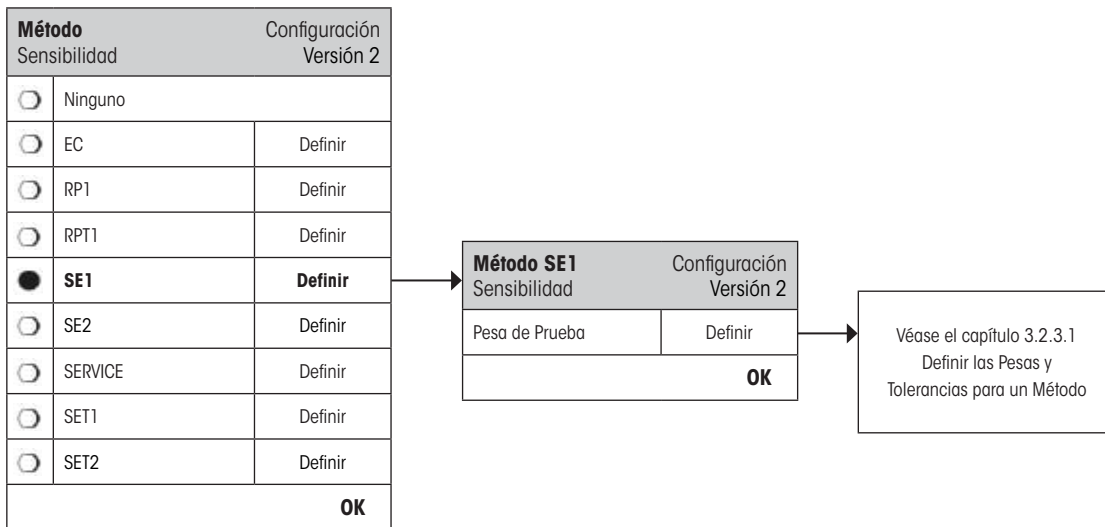 Método Configuración
Sensibilidad Versión 2
Ninguno
EC Definir
RP1 Definir
RPT1 Definir
SE1 Definir
SE2 Definir
SERVICE Definir
SET1 Definir
SET2 Definir
OK
Método SE1 Configuración
Sensibilidad Versión 2
Pesa de Prueba Definir
OK
Véase el capítulo 3.2.3.1
Definir las Pesas y
Tolerancias para un Método